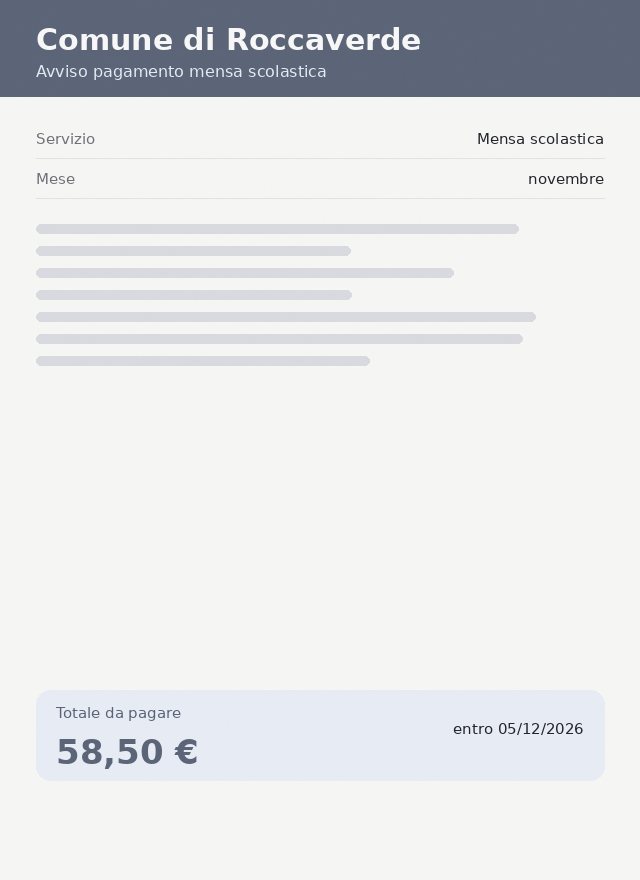 Comune di Roccaverde
Avviso pagamento mensa scolastica
Servizio Mensa scolastica
Mese novembre
Totale da pagare
entro 05/12/2026
58,50 €